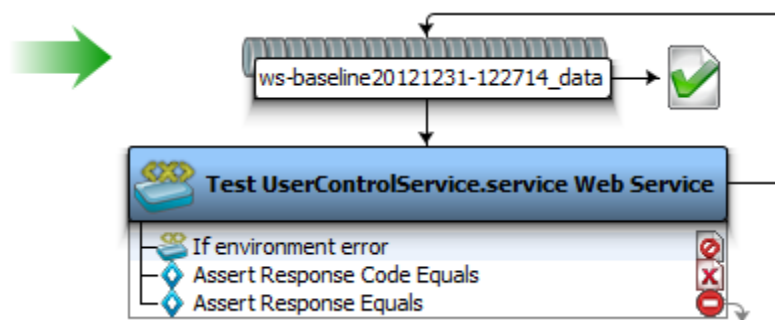 ws-baseline20121231-122714_data
Test UserControlService.service Web Service
If environment error
Assert Response Code Equals
Assert Response Equals